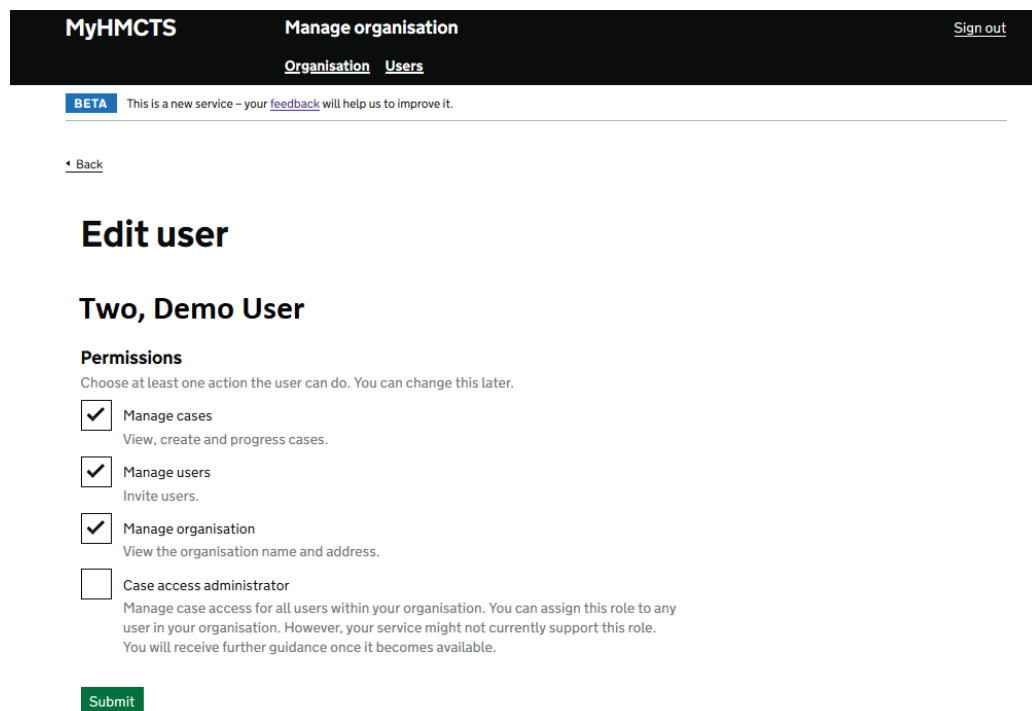 MyHMCTS Manage organisation Sign out
Organisation Users
BETA This is a new service – your feedback will help us to improve it.
Back
Edit user
Two, Demo User
Permissions
Choose at least one action the user can do. You can change this later.
Manage cases
View, create and progress cases.
Manage users
Invite users.
Manage organisation
View the organisation name and address.
Case access administrator
Manage case access for all users within your organisation. You can assign this role to any
user in your organisation. However, your service might not currently support this role.
You will receive further guidance once it becomes available.
Submit